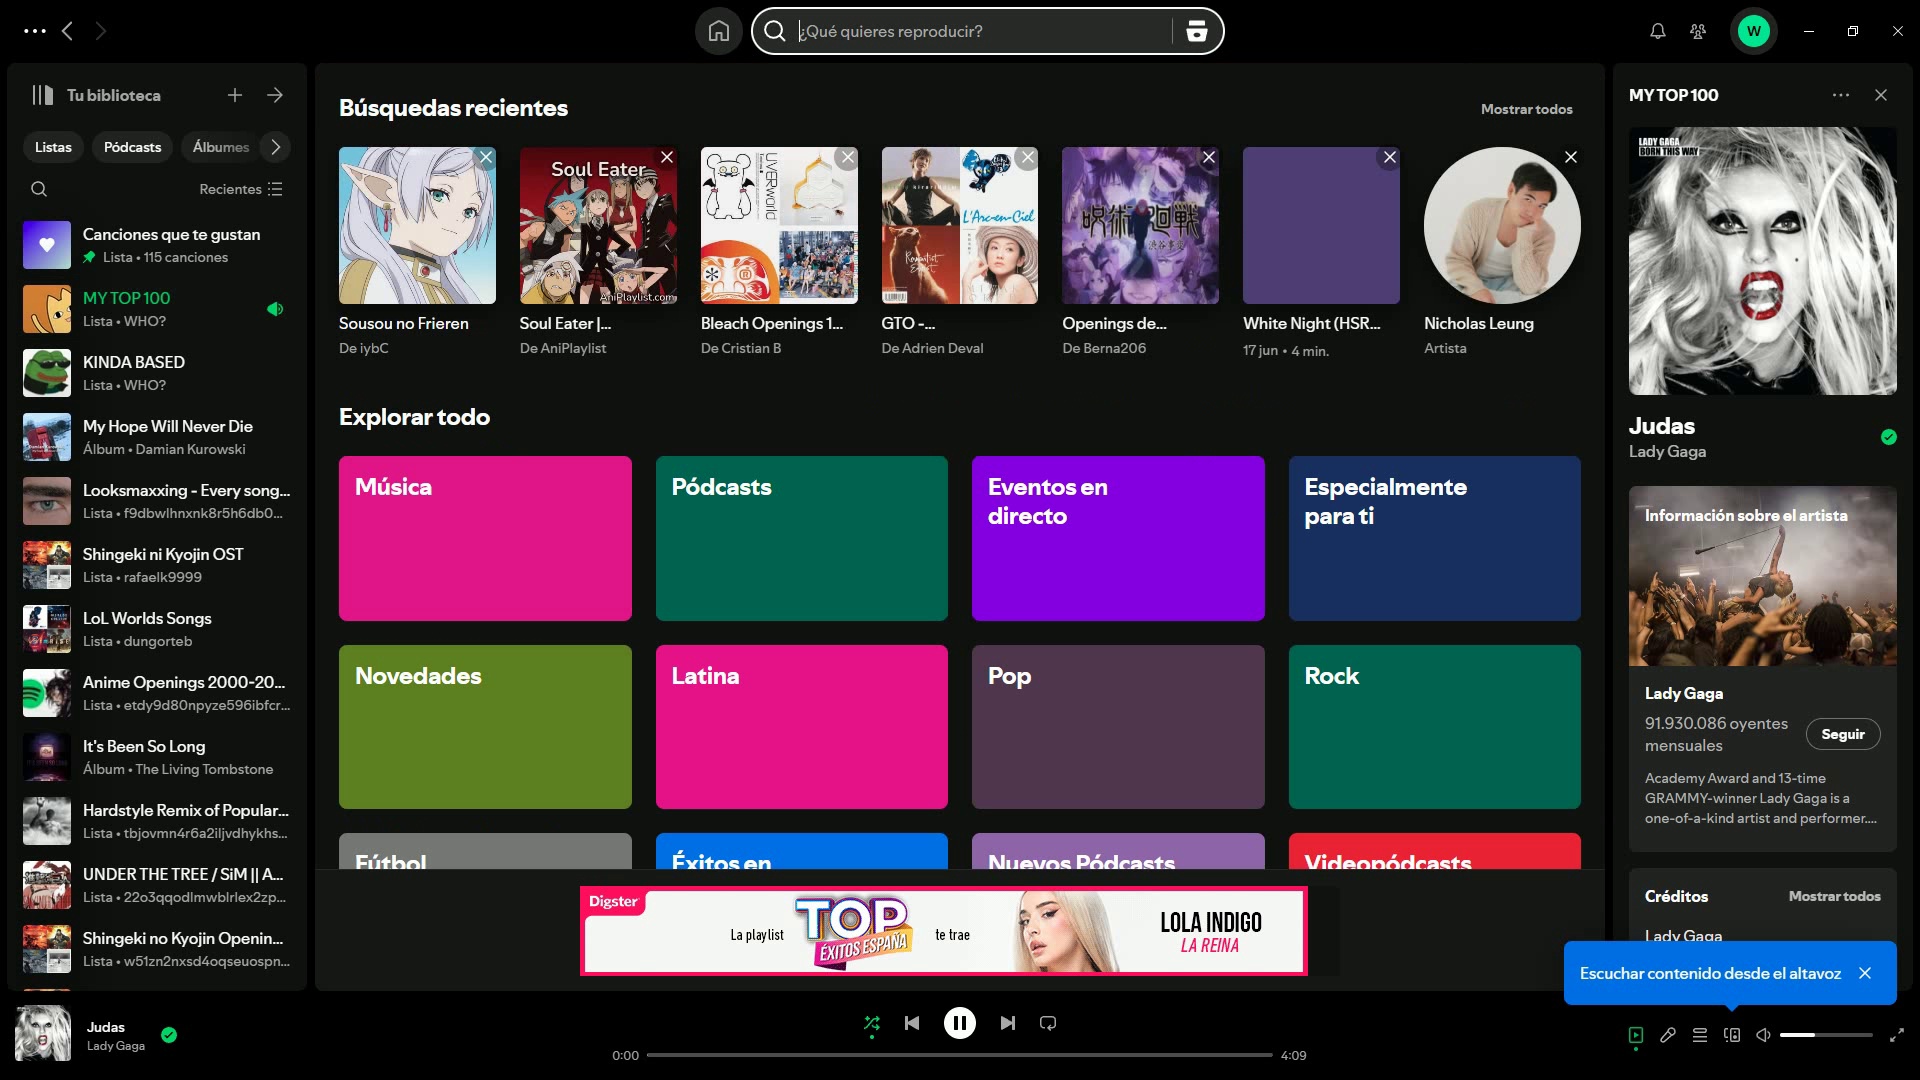 ¿Qué quieres reproducir?
W
Tu biblioteca
Listas
Pódcasts
Álbumes
Recientes
Canciones que te gustan
Lista • 115 canciones
MY TOP 100
Lista • WHO?
KINDA BASED
Lista • WHO?
My Hope Will Never Die
Álbum • Damian Kurowski
Looksmaxxing - Every song...
Lista • f9dbwlhnxnk8r5h6db0...
Shingeki ni Kyojin OST
Lista • rafaelk9999
LoL Worlds Songs
Lista • dungorteb
Anime Openings 2000-20...
Lista • etdy9d80npyze596ibfcr...
It's Been So Long
Álbum • The Living Tombstone
Hardstyle Remix of Popular...
Lista • tbjovmn4r6a2iljvdhykhs...
UNDER THE TREE / SiM || A...
Lista • 22o3qqodlmwblrlex2zp...
Shingeki no Kyojin Openin...
Lista • w51zn2nxsd4oqseuospn...
Búsquedas recientes
Mostrar todos
Soul Eater
AniPlaylist.com
UVERworld
L'Arc-en-Ciel
呪術廻戦
渋谷事変
Sousou no Frieren
De iybC
Soul Eater |...
De AniPlaylist
Bleach Openings 1...
De Cristian B
GTO -...
De Adrien Deval
Openings de...
De Berna206
White Night (HSR...
17 jun • 4 min.
Nicholas Leung
Artista
Explorar todo
Música
Pódcasts
Eventos en
directo
Especialmente
para ti
Novedades
Latina
Pop
Rock
Fútbol
Éxitos en
Nuevos Pódcasts
Videopódcasts
Digster
La playlist
TOP
ÉXITOS ESPAÑA
te trae
LOLA INDIGO
LA REINA
MY TOP 100
LADY GAGA
BORN THIS WAY
Judas
Lady Gaga
Información sobre el artista
Lady Gaga
91.930.086 oyentes
mensuales
Seguir
Academy Award and 13-time
GRAMMY-winner Lady Gaga is a
one-of-a-kind artist and performer....
Créditos
Mostrar todos
Lady Gaga
Escuchar contenido desde el altavoz
Judas
Lady Gaga
0:00
4:09